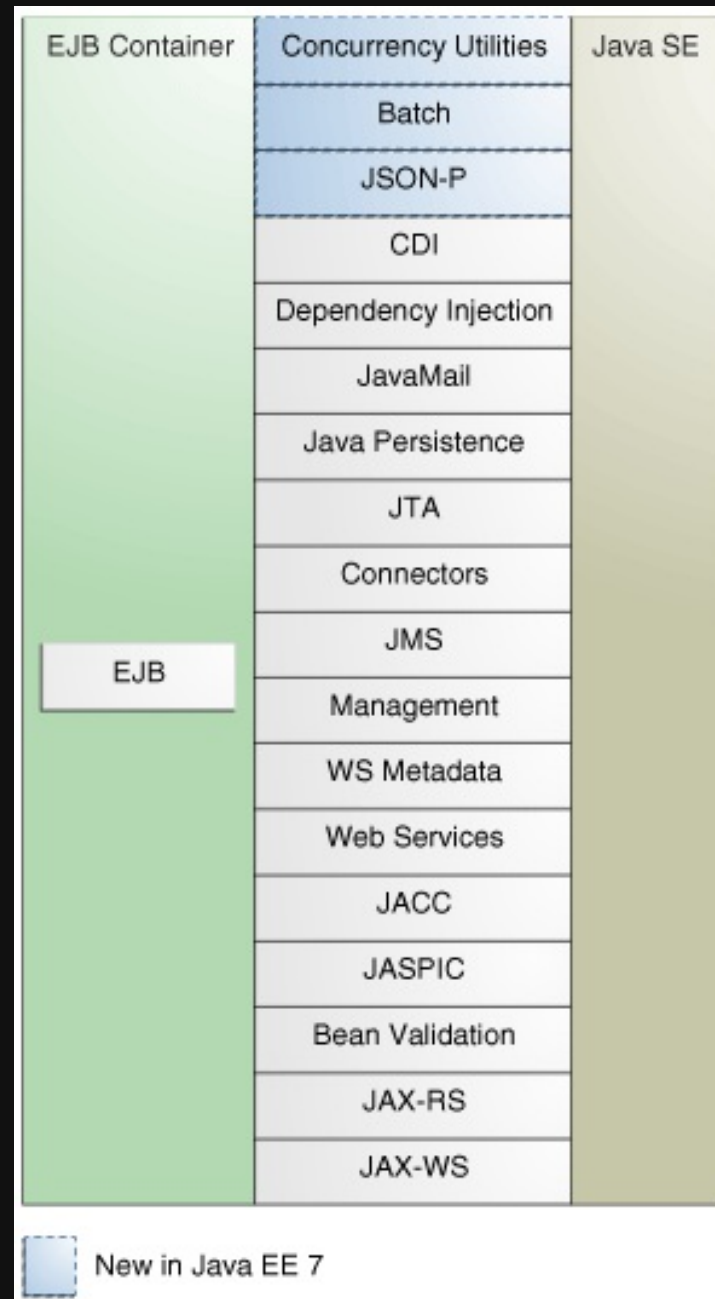 EJB Container
Concurrency Utilities
Java SE
Batch
JSON-P
CDI
Dependency Injection
JavaMail
Java Persistence
JTA
Connectors
JMS
EJB
Management
WS Metadata
Web Services
JACC
JASPIC
Bean Validation
JAX-RS
JAX-WS
New in Java EE 7